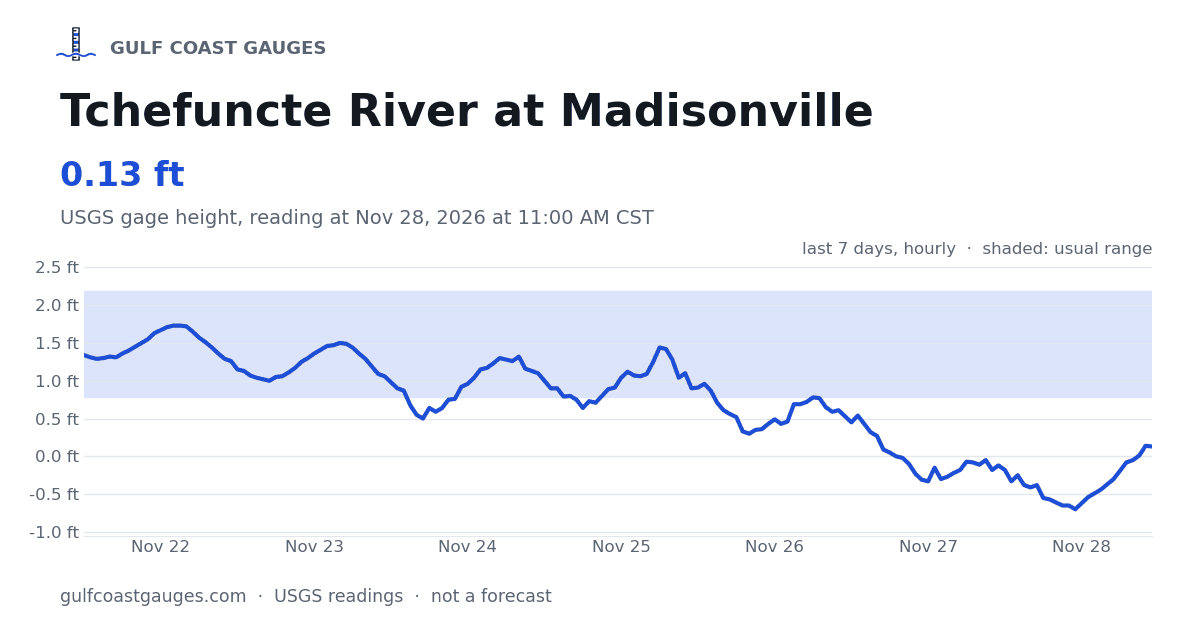 GULF COAST GAUGES
Tchefuncte River at Madisonville
0.13 ft
USGS gage height, reading at Nov 28, 2026 at 11:00 AM CST
last 7 days, hourly · shaded: usual range
2.5 ft
2.0 ft
1.5 ft
1.0 ft
0.5 ft
0.0 ft
-0.5 ft
-1.0 ft
Nov 22 Nov 23 Nov 24 Nov 25 Nov 26 Nov 27 Nov 28
gulfcoastgauges.com · USGS readings · not a forecast